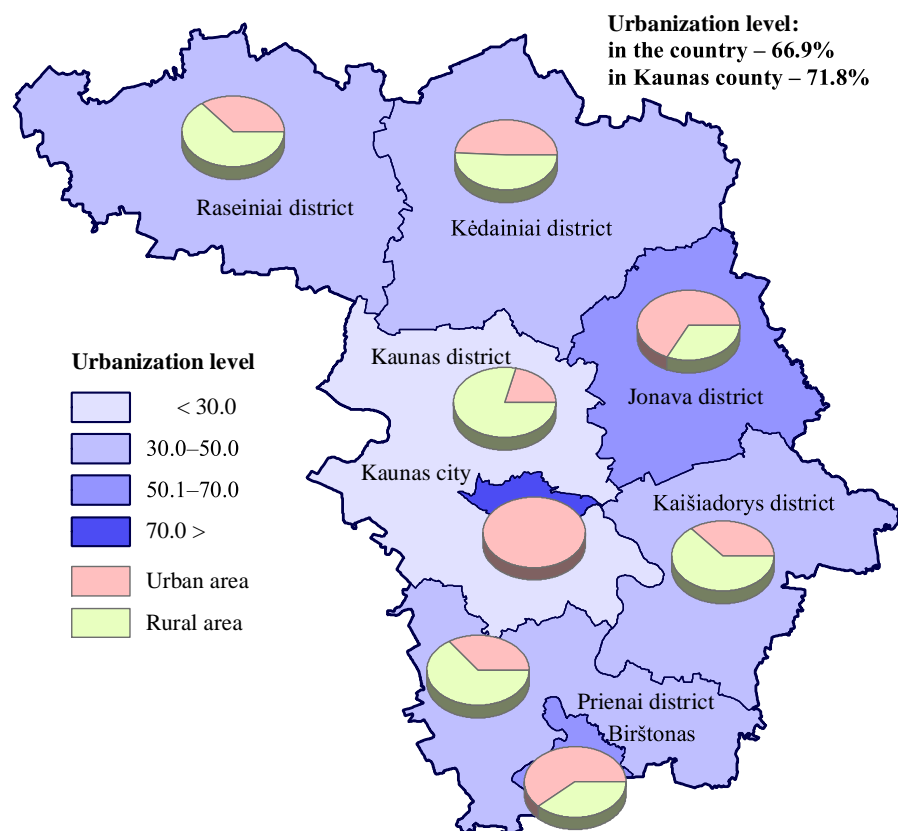 Urbanization level:
in the country – 66.9%
in Kaunas county – 71.8%
Raseiniai district
Kėdainiai district
Kaunas district
Jonava district
Kaunas city
Kaišiadorys district
Prienai district
Birštonas
Urbanization level
< 30.0
30.0–50.0
50.1–70.0
70.0 >
Urban area
Rural area